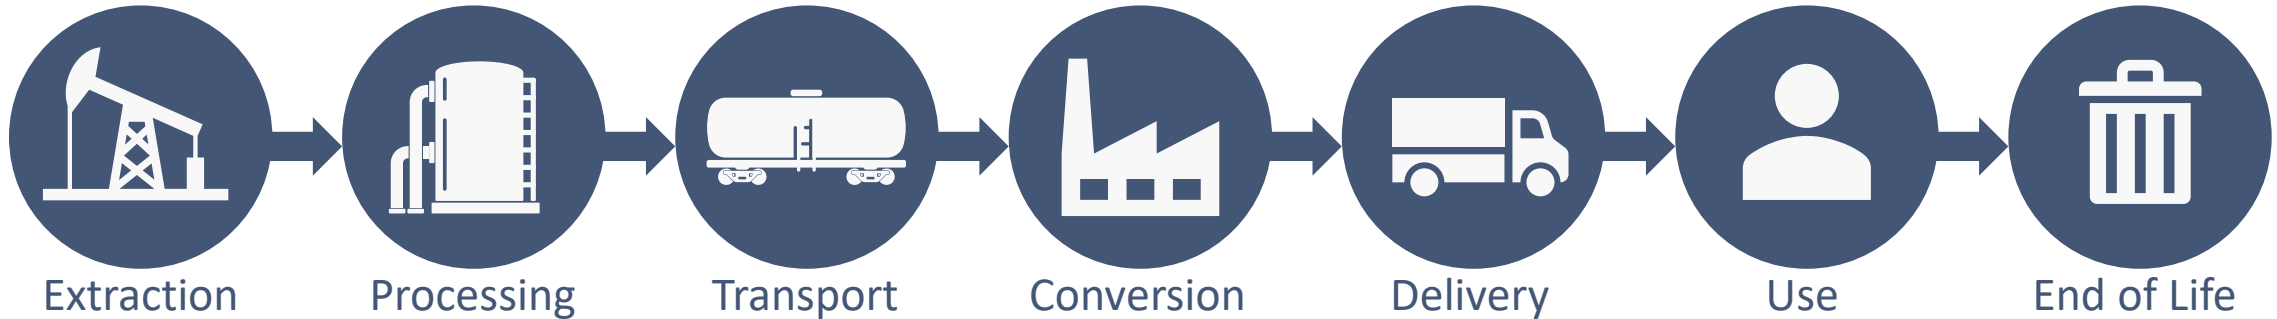 Extraction
Processing
Transport
Conversion
Delivery
Use
End of Life